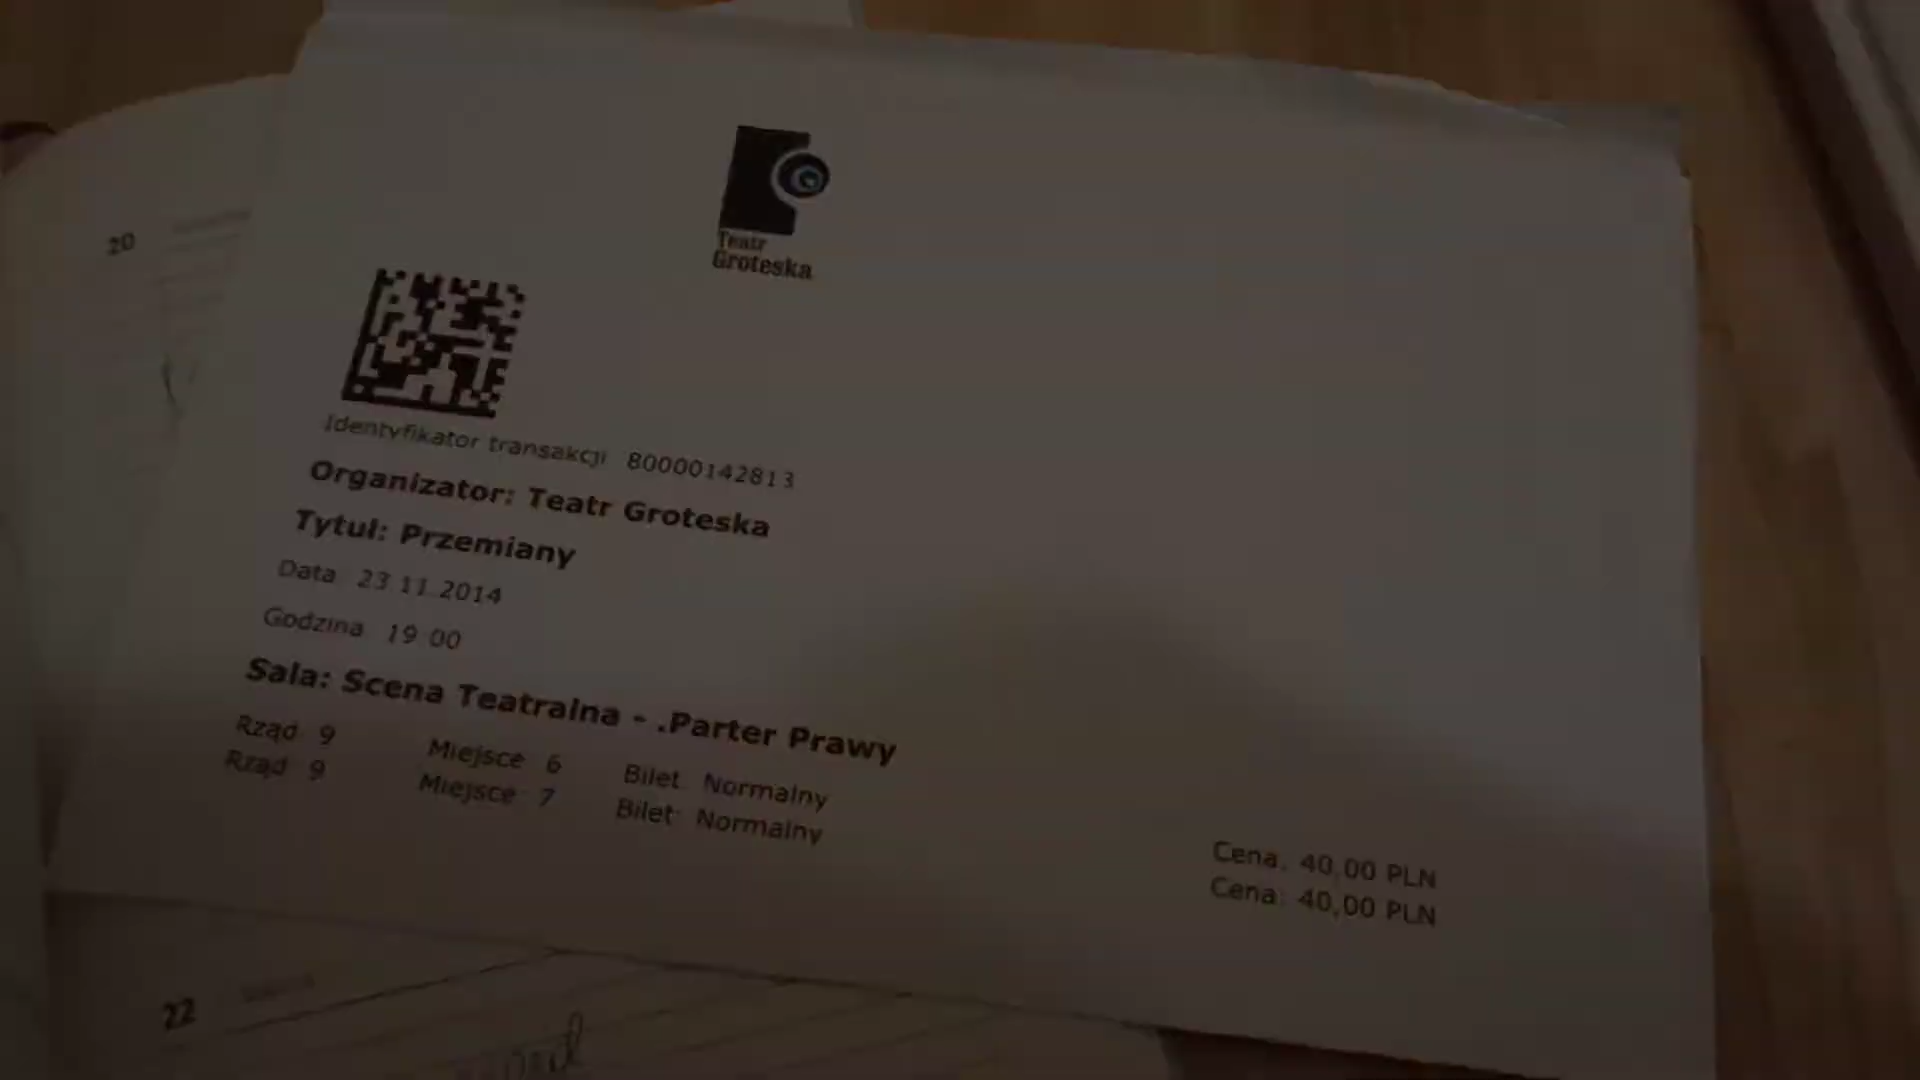 20
Teatr
Groteska
Identyfikator transakcji 80000142813
Organizator: Teatr Groteska
Tytuł: Przemiany
Data: 23.11.2014
Godzina: 19:00
Sala: Scena Teatralna - .Parter Prawy
Rząd: 9 Miejsce: 6 Bilet: Normalny Cena: 40,00 PLN
Rząd: 9 Miejsce: 7 Bilet: Normalny Cena: 40,00 PLN
22